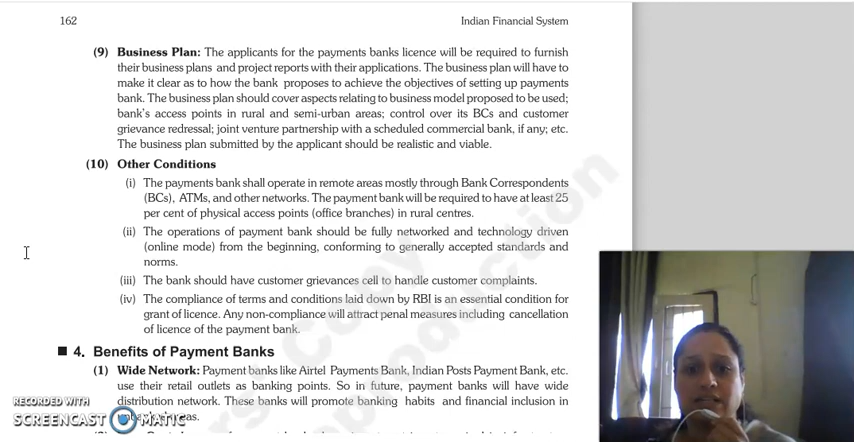 162
Indian Financial System
(9) Business Plan: The applicants for the payments banks licence will be required to furnish
their business plans and project reports with their applications. The business plan will have to
make it clear as to how the bank proposes to achieve the objectives of setting up payments
bank. The business plan should cover aspects relating to business model proposed to be used;
bank's access points in rural and semi-urban areas; control over its BCs and customer
grievance redressal; joint venture partnership with a scheduled commercial bank, if any; etc.
The business plan submitted by the applicant should be realistic and viable.
(10) Other Conditions
(i) The payments bank shall operate in remote areas mostly through Bank Correspondents
(BCs), ATMs, and other networks. The payment bank will be required to have at least 25
per cent of physical access points (office branches) in rural centres.
(ii) The operations of payment bank should be fully networked and technology driven
(online mode) from the beginning, conforming to generally accepted standards and
norms.
(iii) The bank should have customer grievances cell to handle customer complaints.
(iv) The compliance of terms and conditions laid down by RBI is an essential condition for
grant of licence. Any non-compliance will attract penal measures including cancellation
of licence of the payment bank.
4. Benefits of Payment Banks
(1) Wide Network: Payment banks like Airtel Payments Bank, Indian Posts Payment Bank, etc.
use their retail outlets as banking points. So in future, payment banks will have wide
distribution network. These banks will promote banking habits and financial inclusion in
areas.
Copy
RECORDED WITH
SCREENCAST MATIC